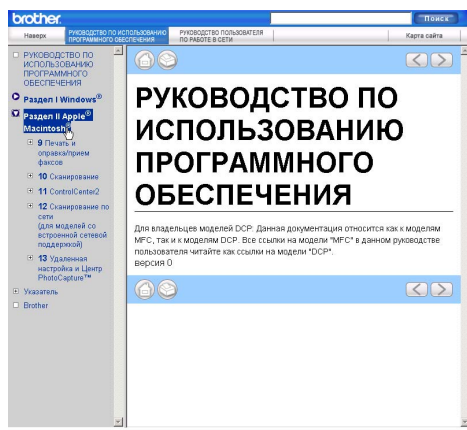 brother.
Поиск
Наверх
РУКОВОДСТВО ПО ИСПОЛЬЗОВАНИЮ
ПРОГРАММНОГО ОБЕСПЕЧЕНИЯ
РУКОВОДСТВО ПОЛЬЗОВАТЕЛЯ
ПО РАБОТЕ В СЕТИ
Карта сайта
РУКОВОДСТВО ПО
ИСПОЛЬЗОВАНИЮ
ПРОГРАММНОГО
ОБЕСПЕЧЕНИЯ
Раздел I Windows®
Раздел II Apple®
Macintosh®
9 Печать и
оправка/прием
факсов
10 Сканирование
11 ControlCenter2
12 Сканирование по
сети
(для моделей со
встроенной сетевой
поддержкой)
13 Удаленная
настройка и Центр
PhotoCapture™
Указатель
Brother
РУКОВОДСТВО ПО
ИСПОЛЬЗОВАНИЮ
ПРОГРАММНОГО
ОБЕСПЕЧЕНИЯ
Для владельцев моделей DCP: Данная документация относится как к моделям
MFC, так и к моделям DCP. Все ссылки на модели "MFC" в данном руководстве
пользователя читайте как ссылки на модели "DCP".
версия 0